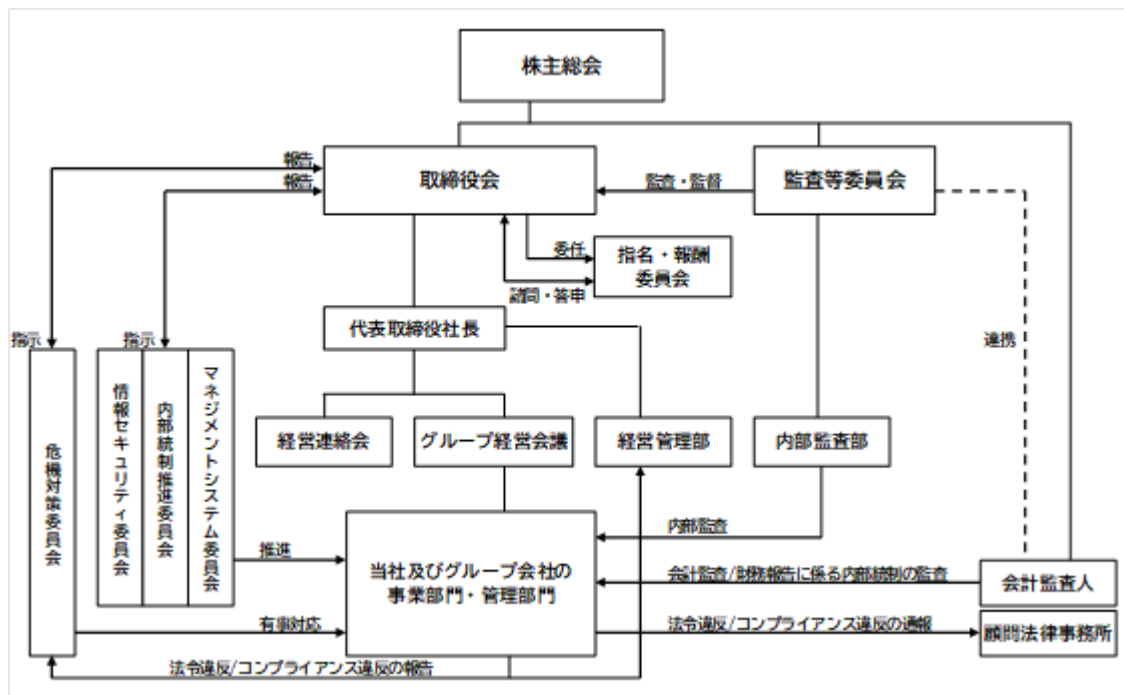 株主総会
報告
報告
取締役会
監査・監督
監査等委員会
委任
指名・報酬
委員会
諮問・答申
代表取締役社長
指示
指示
連携
危機対策委員会
情報セキュリティ委員会
内部統制推進委員会
マネジメントシステム委員会
経営連絡会
グループ経営会議
経営管理部
内部監査部
内部監査
推進
当社及びグループ会社の
事業部門・管理部門
会計監査/財務報告に係る内部統制の監査
会計監査人
有事対応
法令違反/コンプライアンス違反の通報
顧問法律事務所
法令違反/コンプライアンス違反の報告